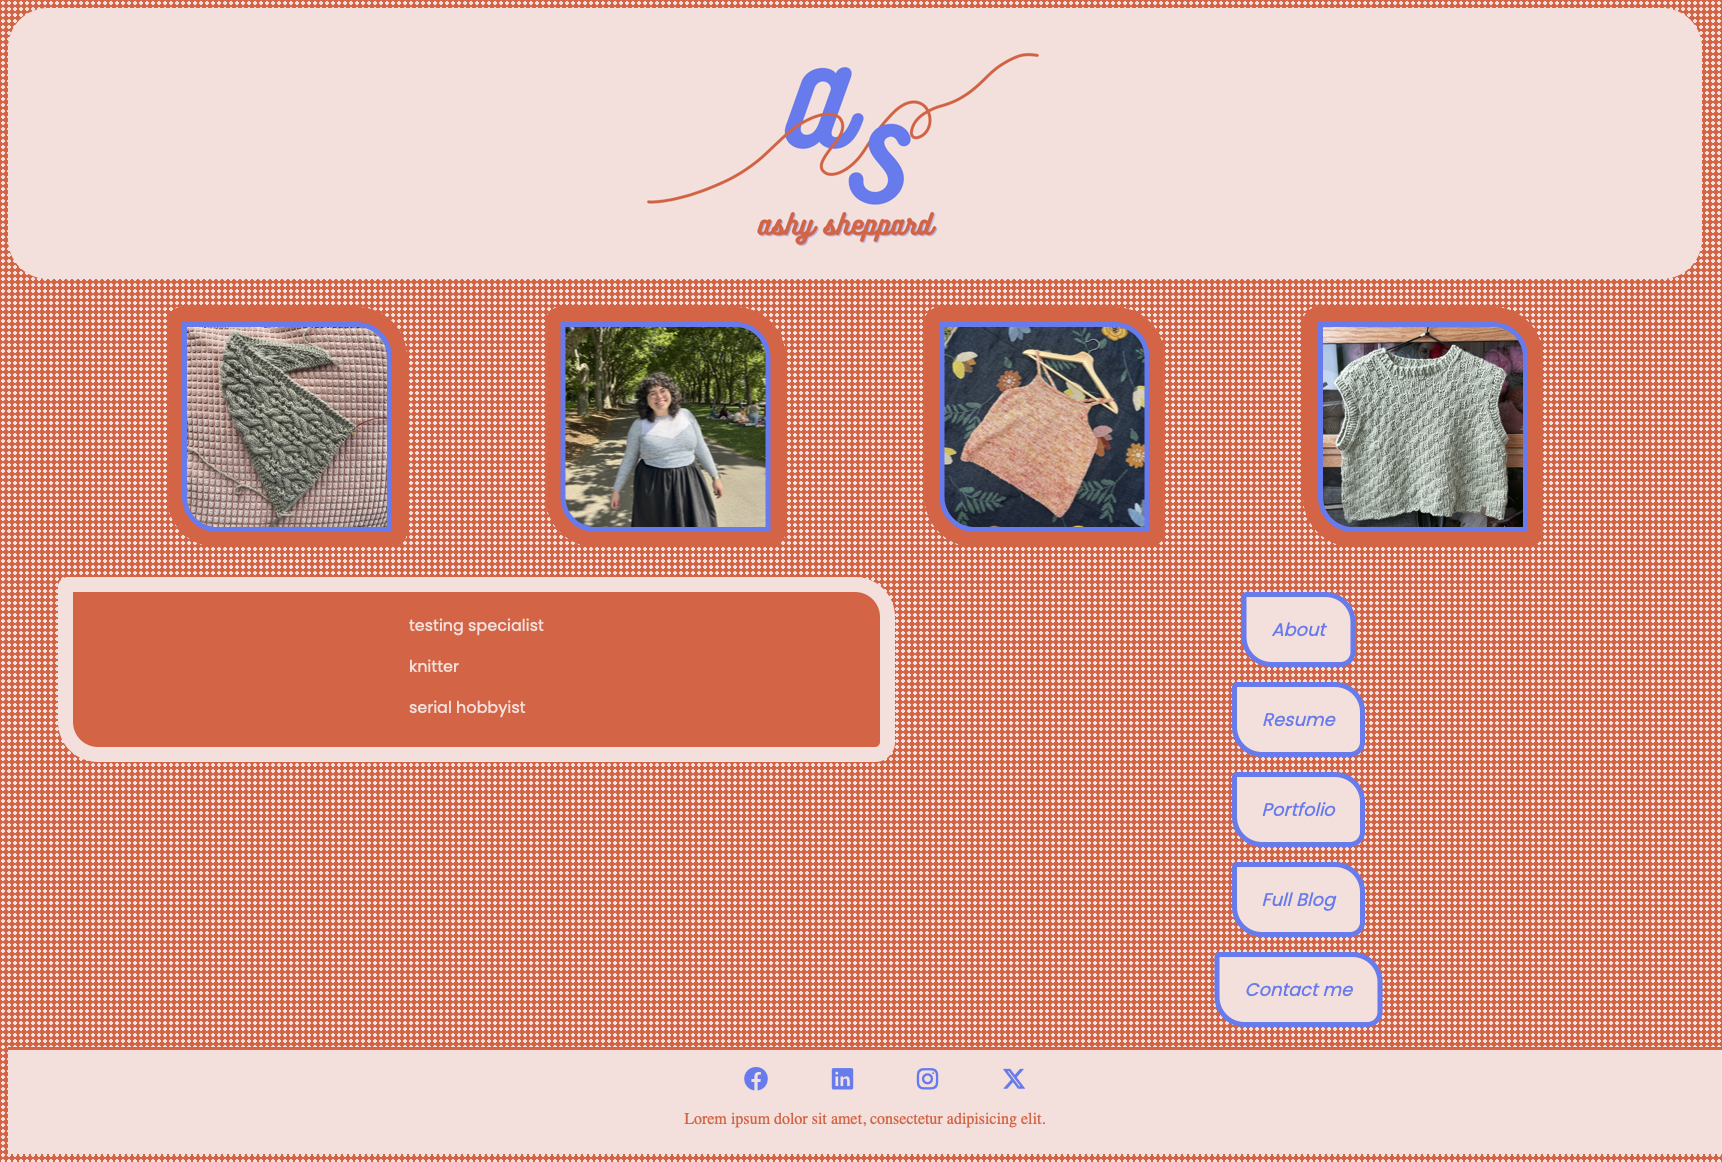 as
ashy sheppard
testing specialist
knitter
serial hobbyist
About
Resume
Portfolio
Full Blog
Contact me
Lorem ipsum dolor sit amet, consectetur adipisicing elit.